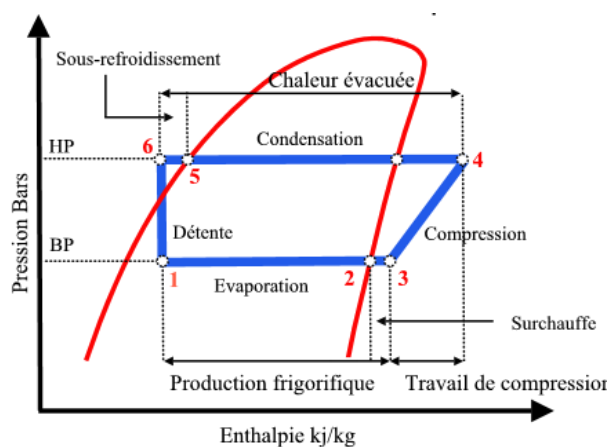 Sous-refroidissement
Chaleur évacuée
HP
6
Condensation
4
5
Pression Bars
Détente
Compression
BP
1
Evaporation
2
3
Surchauffe
Production frigorifique
Travail de compression
Enthalpie kj/kg